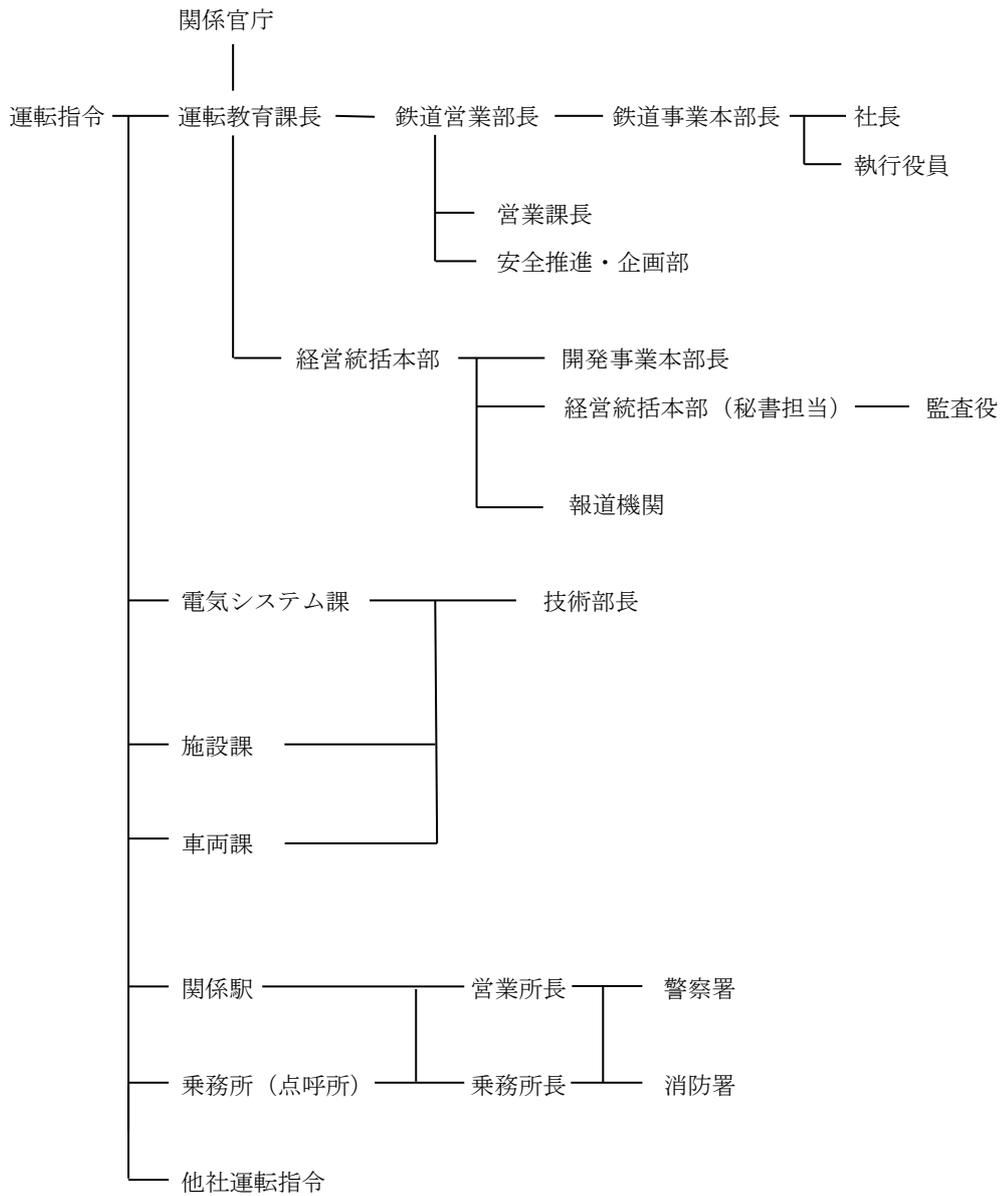 関係官庁
運転指令 運転教育課長 鉄道営業部長 鉄道事業本部長 社長
執行役員
営業課長
安全推進・企画部
経営統括本部 開発事業本部長
経営統括本部（秘書担当） 監査役
報道機関
電気システム課 技術部長
施設課
車両課
関係駅 営業所長 警察署
乗務所（点呼所） 乗務所長 消防署
他社運転指令